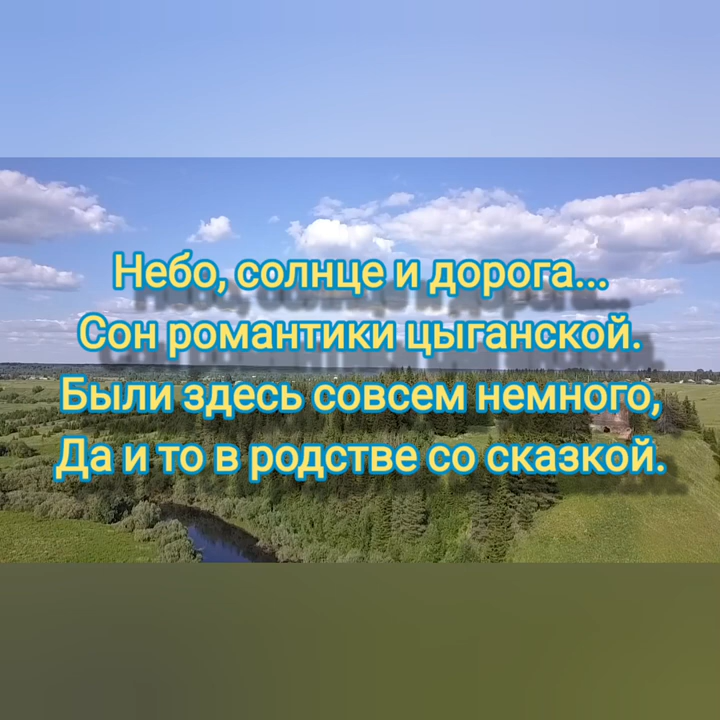 Небо, солнце и дорога...
Сон романтики цыганской.
Были здесь совсем немного,
Да и то в родстве со сказкой.